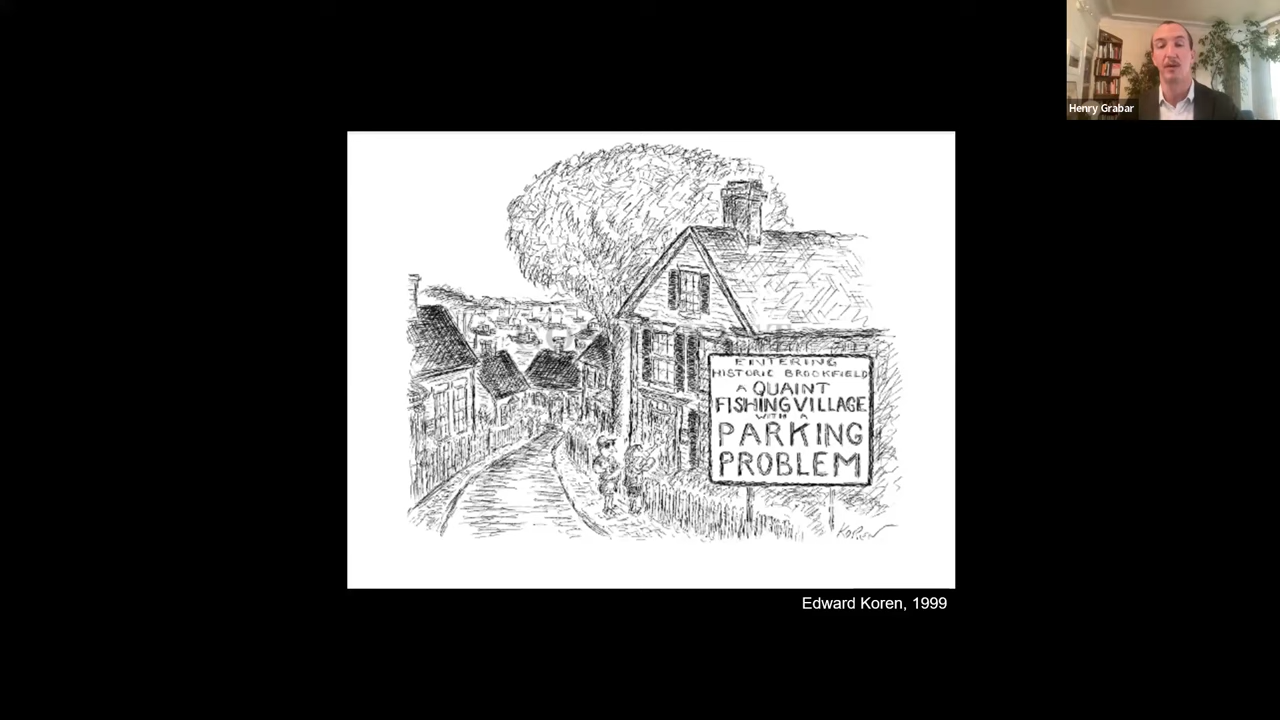 Henry Grabar
ENTERING
HISTORIC BROOKFIELD
A QUAINT
FISHING VILLAGE
WITH A
PARKING
PROBLEM
KOREN
Edward Koren, 1999